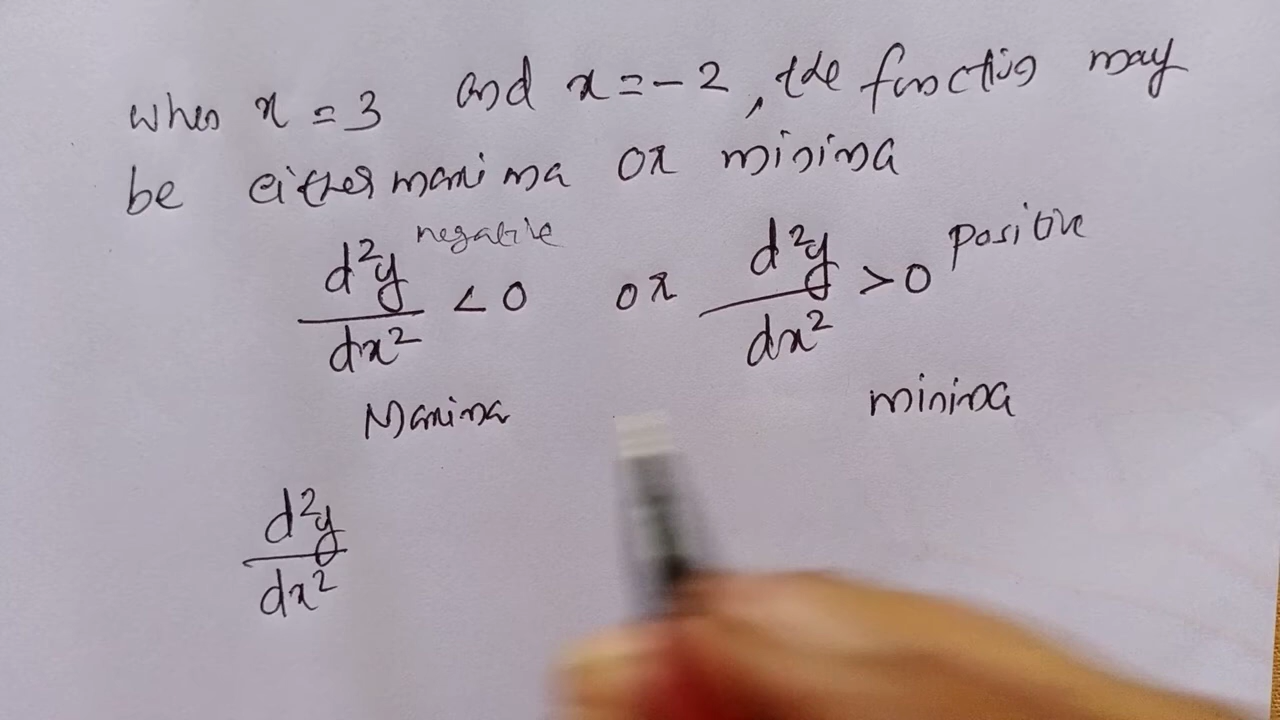 when x = 3 and x = - 2, the function may
be either maxima or minima
d²y/dx² < 0 negative or d²y/dx² > 0 positive
Maxima minima
d²y/dx²